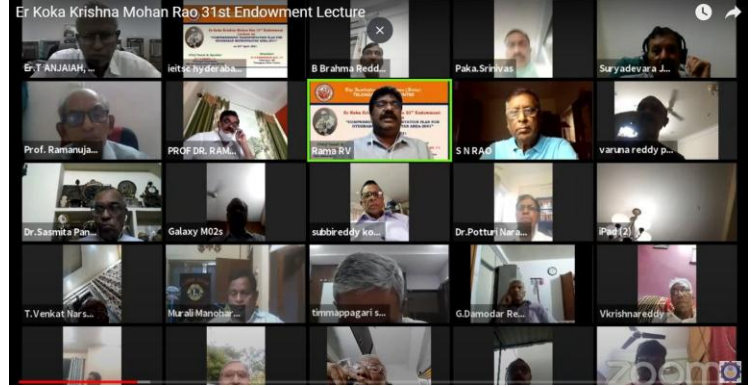 Er Koka Krishna Mohan Rao 31st Endowment Lecture
Er.T ANJAIAH, ...
ieitsc hyderaba...
B Brahma Redd...
Paka.Srinivas
Suryadevara J...
Prof. Ramanuja...
PROF DR. RAM...
Rama RV
S N RAO
varuna reddy p...
Dr.Sasmita Pan...
Galaxy M02s
subbireddy ko...
Dr.Potturi Nara...
iPad (2)
T.Venkat Nars...
Murali Manohar...
timmappagari s...
G.Damodar Re...
Vkrishnareddy
zoom